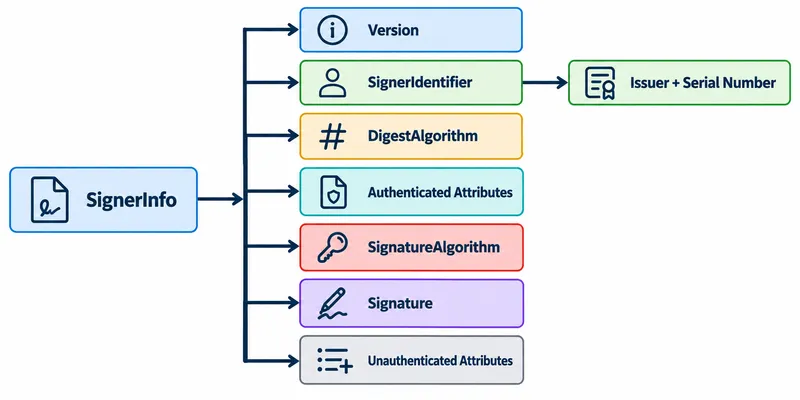 SignerInfo
Version
SignerIdentifier
Issuer + Serial Number
DigestAlgorithm
Authenticated Attributes
SignatureAlgorithm
Signature
Unauthenticated Attributes